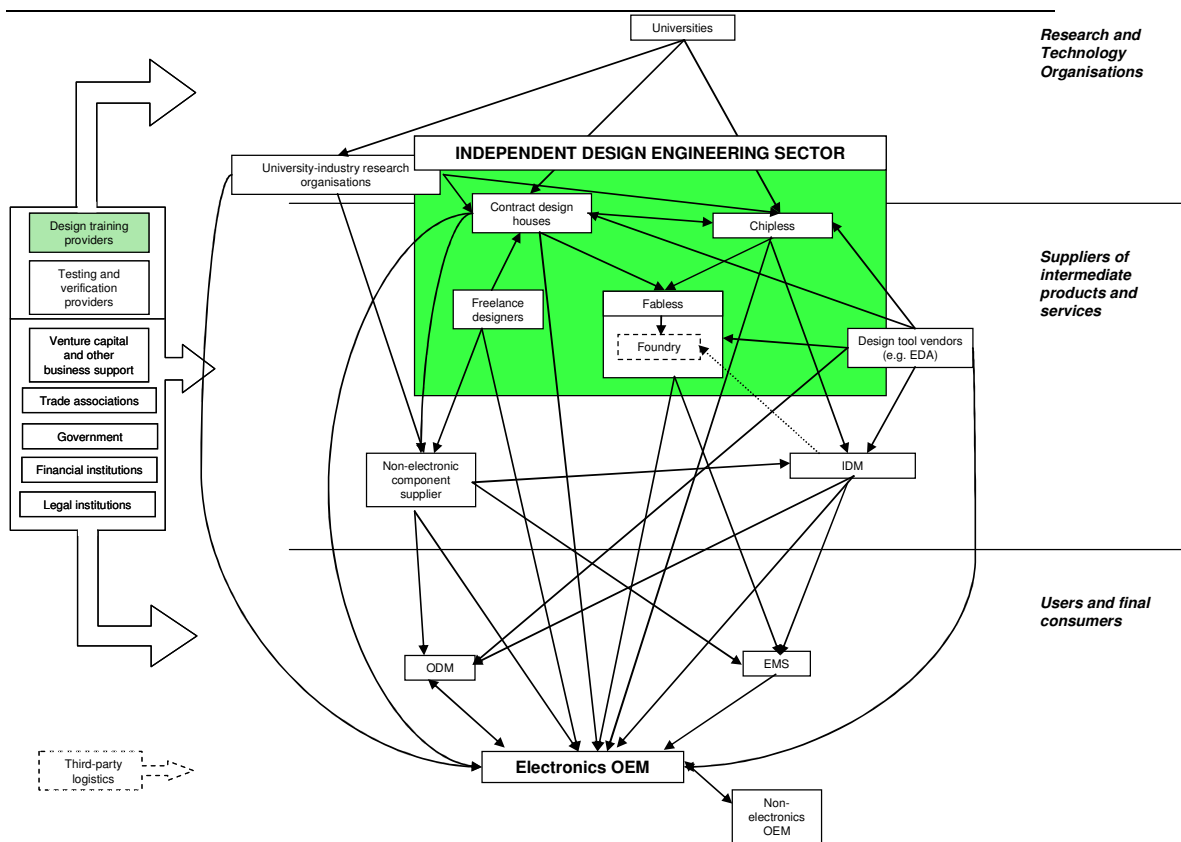 Universities
Research and
Technology
Organisations
INDEPENDENT DESIGN ENGINEERING SECTOR
University-industry research
organisations
Contract design
houses
Chipless
Design training
providers
Testing and
verification
providers
Suppliers of
intermediate
products and
services
Freelance
designers
Fabless
Foundry
Design tool vendors
(e.g. EDA)
Venture capital
and other
business support
Trade associations
Government
Financial institutions
Legal institutions
Non-electronic
component
supplier
IDM
Users and final
consumers
ODM
EMS
Third-party
logistics
Electronics OEM
Non-
electronics
OEM